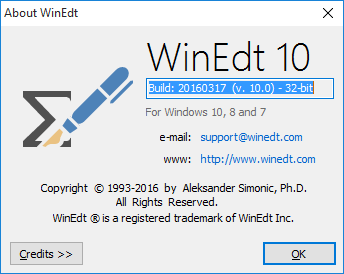 About WinEdt
WinEdt 10
Build: 20160317 (v. 10.0) - 32-bit
For Windows 10, 8 and 7
e-mail: support@winedt.com
www: http://www.winedt.com
Copyright © 1993-2016 by Aleksander Simonic, Ph.D.
All Rights Reserved.
WinEdt ® is a registered trademark of WinEdt Inc.
Credits >> OK